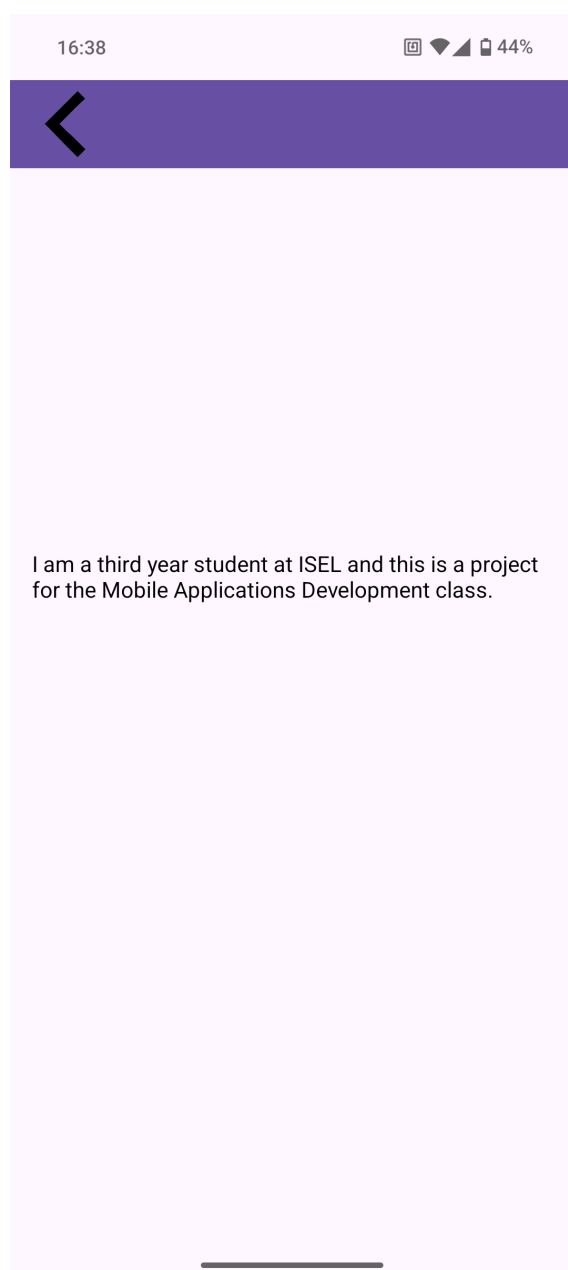 16:38
44%
I am a third year student at ISEL and this is a project
for the Mobile Applications Development class.